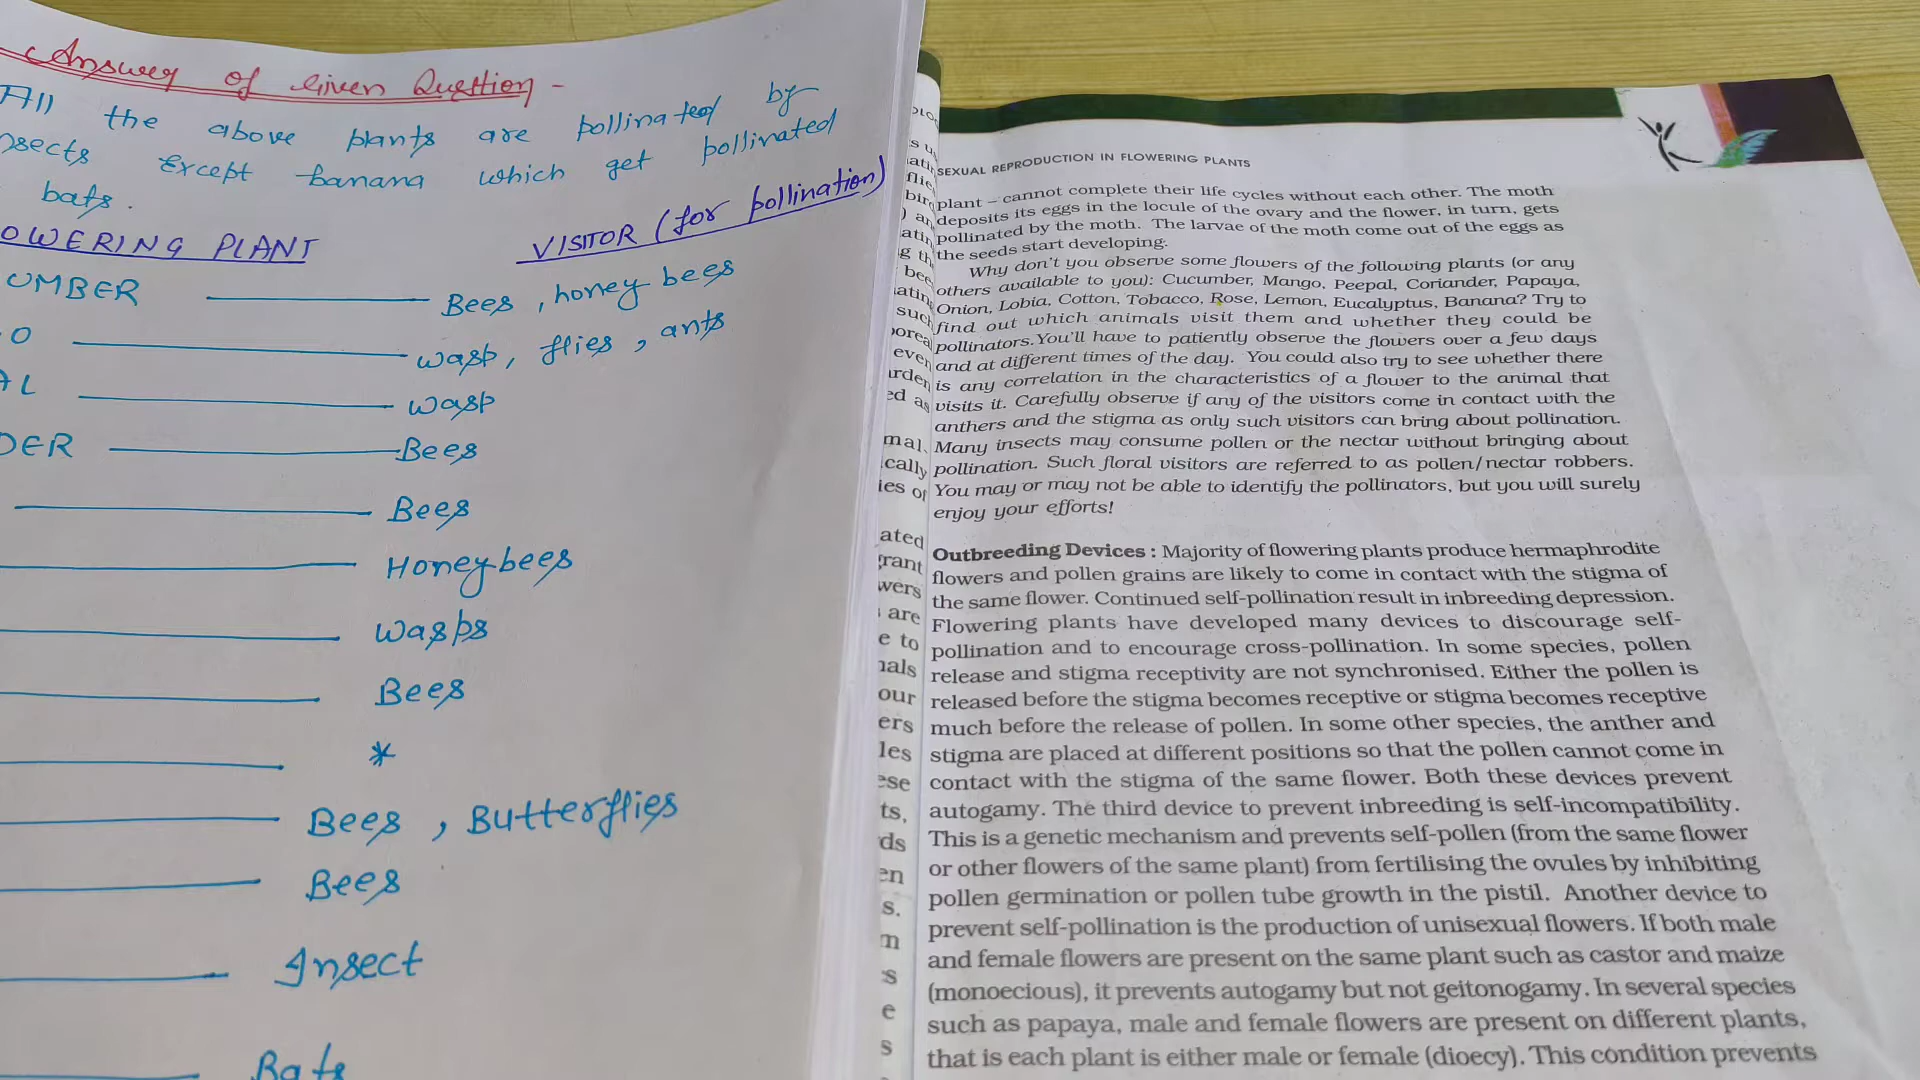 Answer of Given Question -
All the above plants are pollinated by
nsects Except banana which get pollinated
bats.
OWERING PLANT VISITOR (for pollination)
UMBER Bees, honey bees
O wasp, flies, ants
AL wasp
DER Bees
Bees
Honeybees
Wasps
Bees
*
Bees, Butterflies
Bees
Insect
Bats
SEXUAL REPRODUCTION IN FLOWERING PLANTS
plant – cannot complete their life cycles without each other. The moth
deposits its eggs in the locule of the ovary and the flower, in turn, gets
pollinated by the moth. The larvae of the moth come out of the eggs as
the seeds start developing.
Why don't you observe some flowers of the following plants (or any
others available to you): Cucumber, Mango, Peepal, Coriander, Papaya,
Onion, Lobia, Cotton, Tobacco, Rose, Lemon, Eucalyptus, Banana? Try to
find out which animals visit them and whether they could be
pollinators.You'll have to patiently observe the flowers over a few days
and at different times of the day. You could also try to see whether there
is any correlation in the characteristics of a flower to the animal that
visits it. Carefully observe if any of the visitors come in contact with the
anthers and the stigma as only such visitors can bring about pollination.
Many insects may consume pollen or the nectar without bringing about
pollination. Such floral visitors are referred to as pollen/nectar robbers.
You may or may not be able to identify the pollinators, but you will surely
enjoy your efforts!
Outbreeding Devices : Majority of flowering plants produce hermaphrodite
flowers and pollen grains are likely to come in contact with the stigma of
the same flower. Continued self-pollination result in inbreeding depression.
Flowering plants have developed many devices to discourage self-
pollination and to encourage cross-pollination. In some species, pollen
release and stigma receptivity are not synchronised. Either the pollen is
released before the stigma becomes receptive or stigma becomes receptive
much before the release of pollen. In some other species, the anther and
stigma are placed at different positions so that the pollen cannot come in
contact with the stigma of the same flower. Both these devices prevent
autogamy. The third device to prevent inbreeding is self-incompatibility.
This is a genetic mechanism and prevents self-pollen (from the same flower
or other flowers of the same plant) from fertilising the ovules by inhibiting
pollen germination or pollen tube growth in the pistil. Another device to
prevent self-pollination is the production of unisexual flowers. If both male
and female flowers are present on the same plant such as castor and maize
(monoecious), it prevents autogamy but not geitonogamy. In several species
such as papaya, male and female flowers are present on different plants,
that is each plant is either male or female (dioecy). This condition prevents